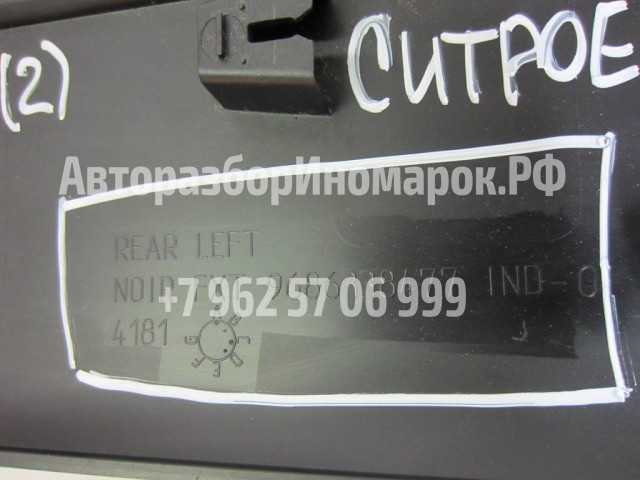 (2) СИТРОЕ
АвторазборИномарок.РФ
REAR LEFT
NOIR IND-0
+7 962 57 06 999
4181